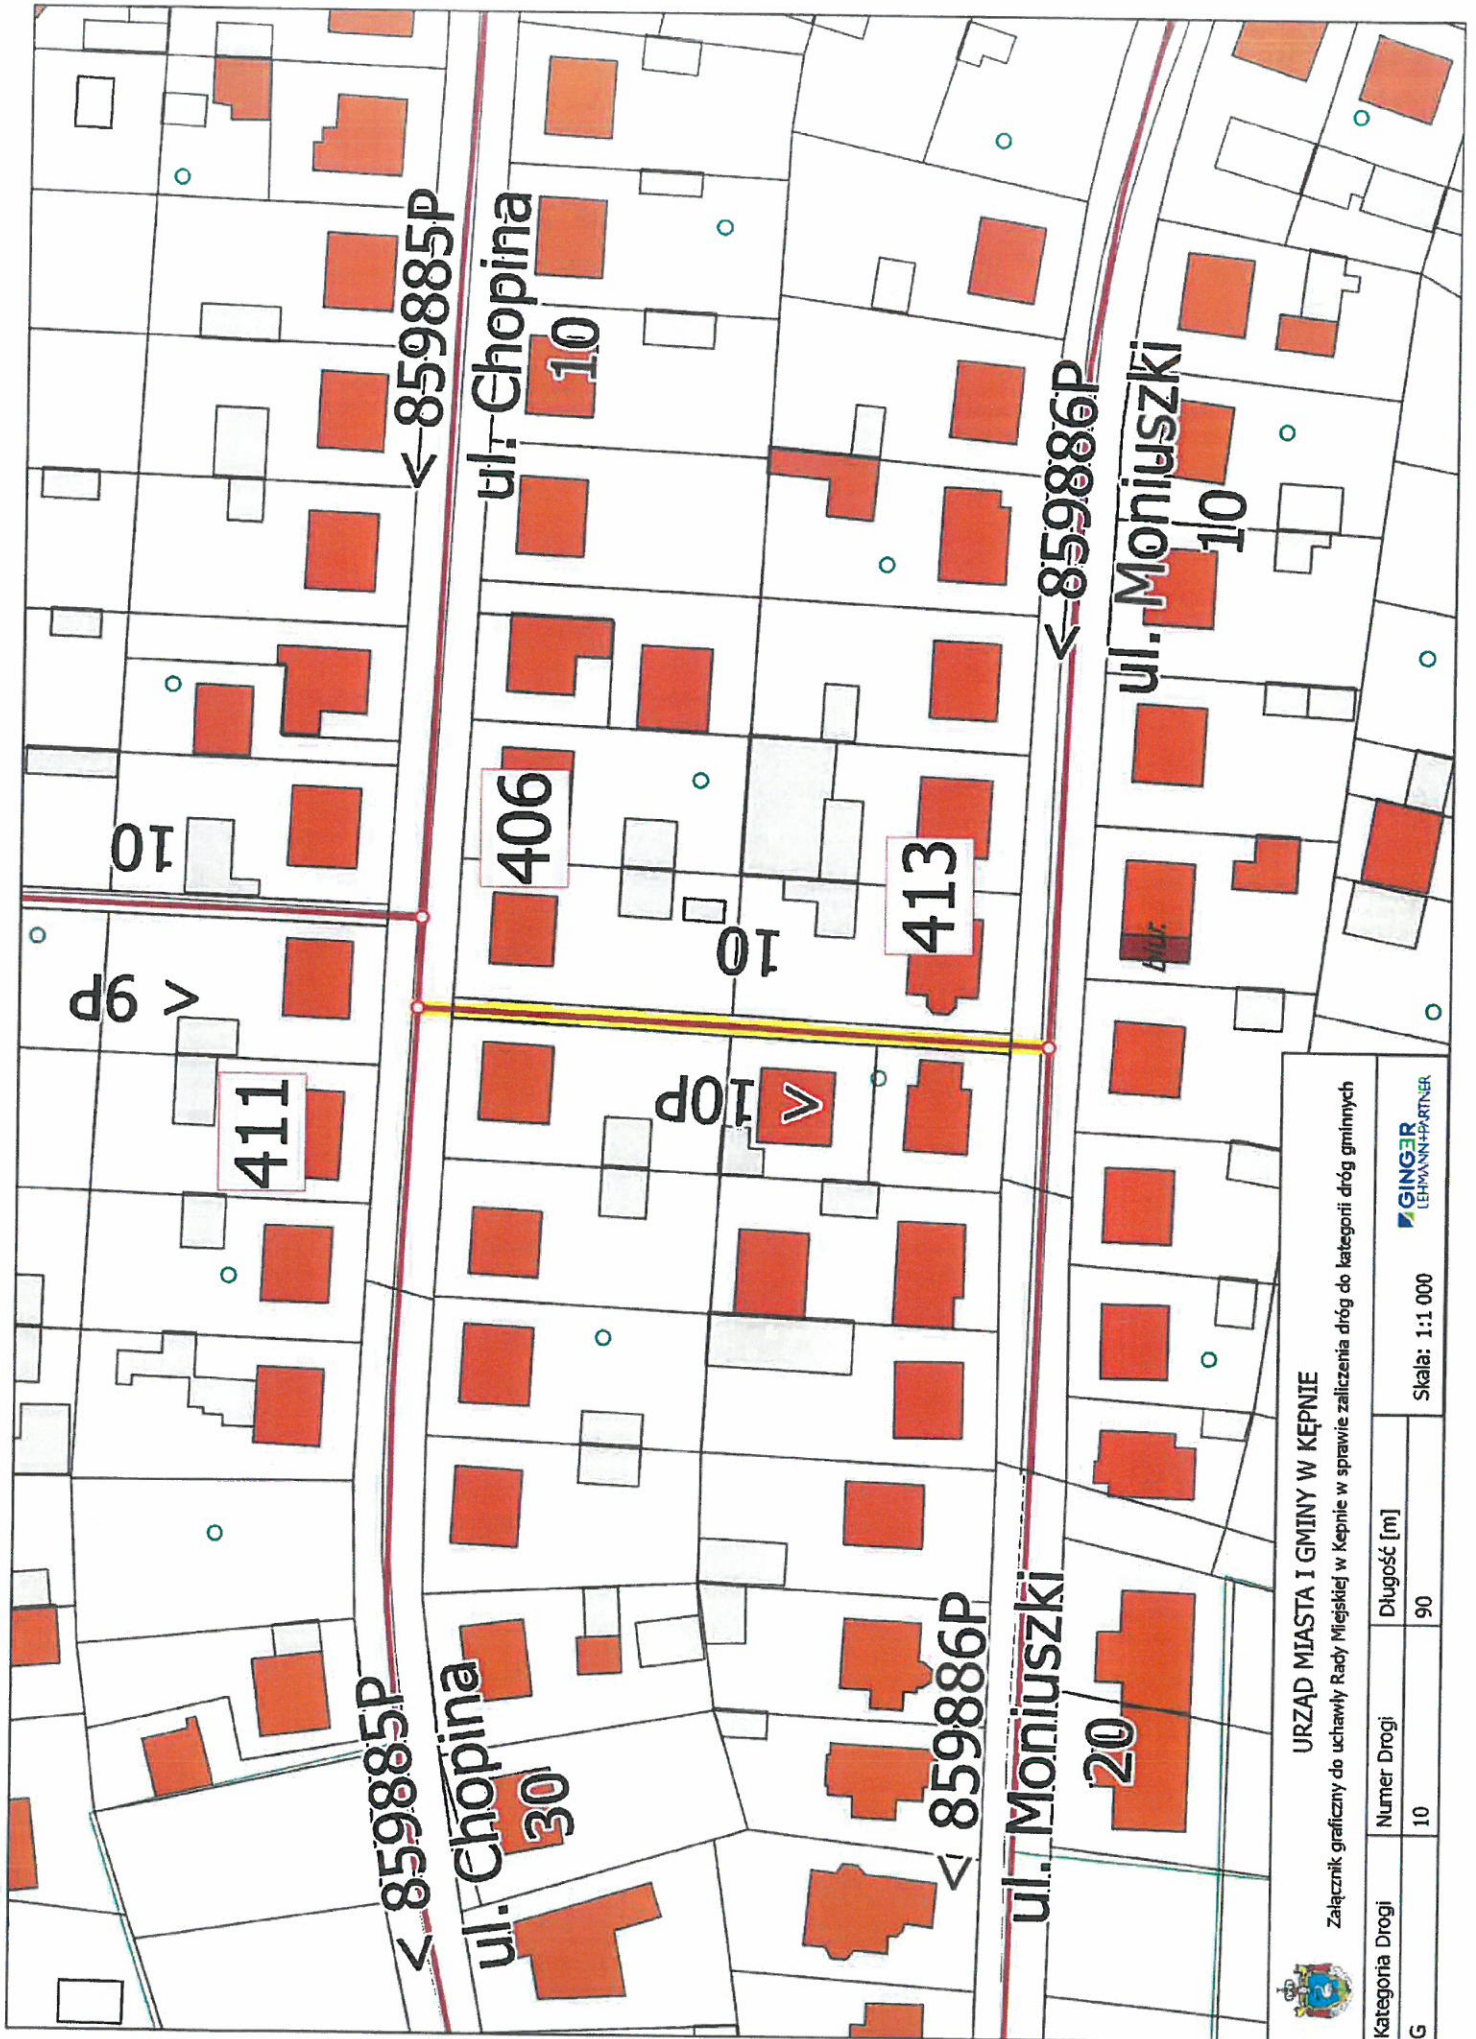 < 859885P
ul. Chopina
10
< 859886P
ul. Moniuszki
10
10
406
413
biur.
10
9P
<
10P
<
411
< 859885P
ul. Chopina
30
< 859886P
ul. Moniuszki
20
URZĄD MIASTA I GMINY W KĘPNIE
Załącznik graficzny do uchawły Rady Miejskiej w Kępnie w sprawie zaliczenia dróg do kategorii dróg gminnych
Kategoria Drogi
Numer Drogi
Długość [m]
G
10
90
Skala: 1:1 000
GINGER
LEHMANN+PARTNER